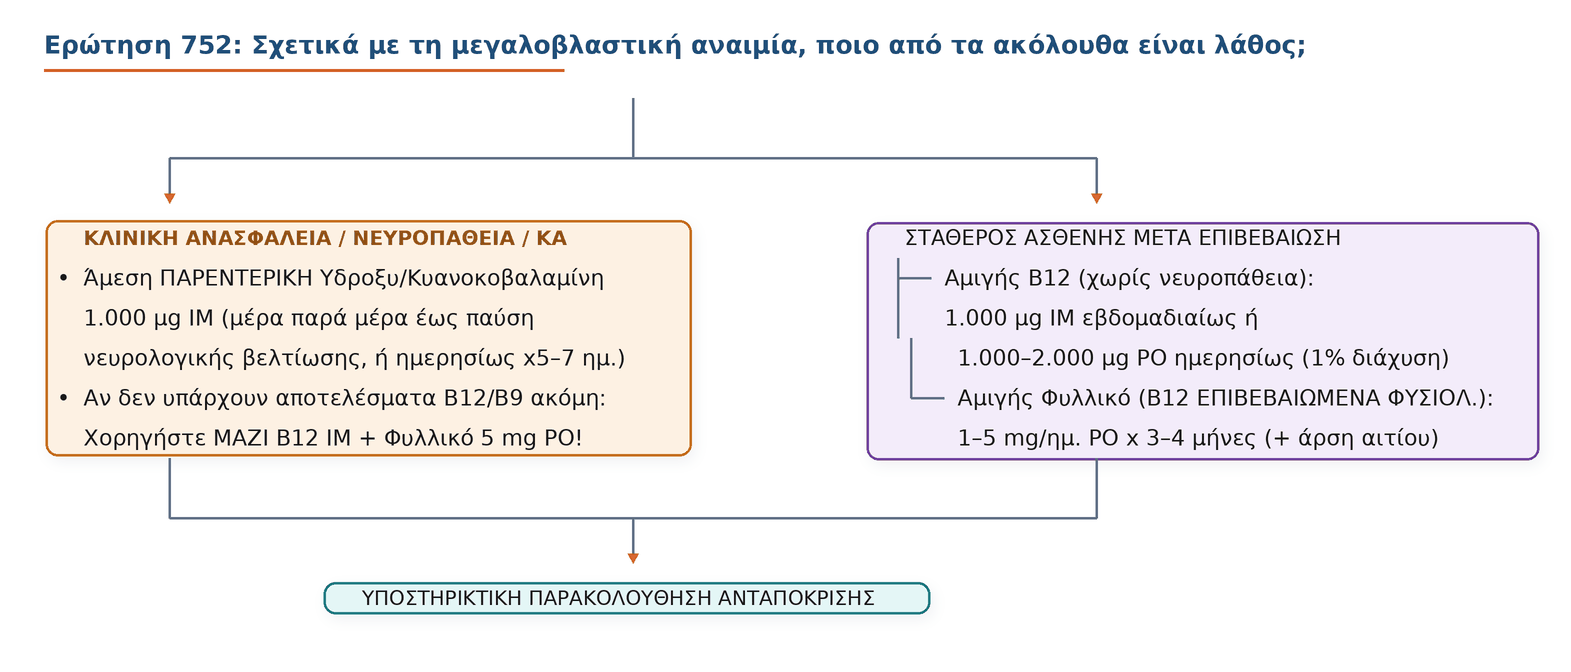 Ερώτηση 752: Σχετικά με τη μεγαλοβλαστική αναιμία, ποιο από τα ακόλουθα είναι λάθος;
ΚΛΙΝΙΚΗ ΑΝΑΣΦΑΛΕΙΑ / ΝΕΥΡΟΠΑΘΕΙΑ / ΚΑ
• Άμεση ΠΑΡΕΝΤΕΡΙΚΗ Υδροξυ/Κυανοκοβαλαμίνη
1.000 μg IM (μέρα παρά μέρα έως παύση
νευρολογικής βελτίωσης, ή ημερησίως x5–7 ημ.)
• Αν δεν υπάρχουν αποτελέσματα B12/B9 ακόμη:
Χορηγήστε ΜΑΖΙ B12 IM + Φυλλικό 5 mg PO!
ΣΤΑΘΕΡΟΣ ΑΣΘΕΝΗΣ ΜΕΤΑ ΕΠΙΒΕΒΑΙΩΣΗ
Αμιγής B12 (χωρίς νευροπάθεια):
1.000 μg IM εβδομαδιαίως ή
1.000–2.000 μg PO ημερησίως (1% διάχυση)
Αμιγής Φυλλικό (B12 ΕΠΙΒΕΒΑΙΩΜΕΝΑ ΦΥΣΙΟΛ.):
1–5 mg/ημ. PO x 3–4 μήνες (+ άρση αιτίου)
ΥΠΟΣΤΗΡΙΚΤΙΚΗ ΠΑΡΑΚΟΛΟΥΘΗΣΗ ΑΝΤΑΠΟΚΡΙΣΗΣ